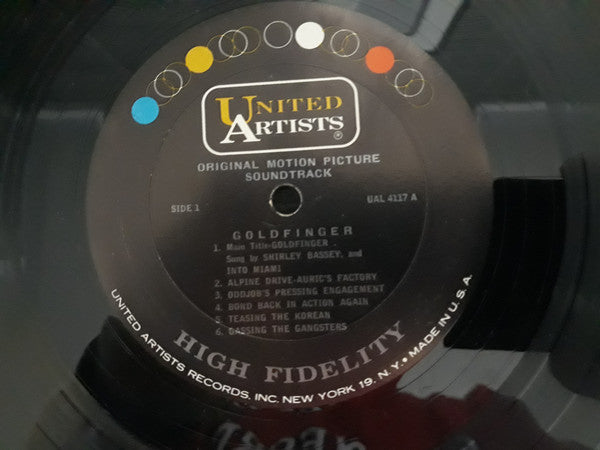 UNITED
ARTISTS
®
ORIGINAL MOTION PICTURE
SOUNDTRACK
SIDE 1
UAL 4117 A
GOLDFINGER
1. Main Title-GOLDFINGER .
Sung by SHIRLEY BASSEY, and
INTO MIAMI
2. ALPINE DRIVE-AURIC'S FACTORY
3. ODDJOB'S PRESSING ENGAGEMENT
4. BOND BACK IN ACTION AGAIN
5. TEASING THE KOREAN
6. GASSING THE GANGSTERS
HIGH FIDELITY
UNITED ARTISTS RECORDS, INC. NEW YORK 19, N.Y. • MADE IN U.S.A.